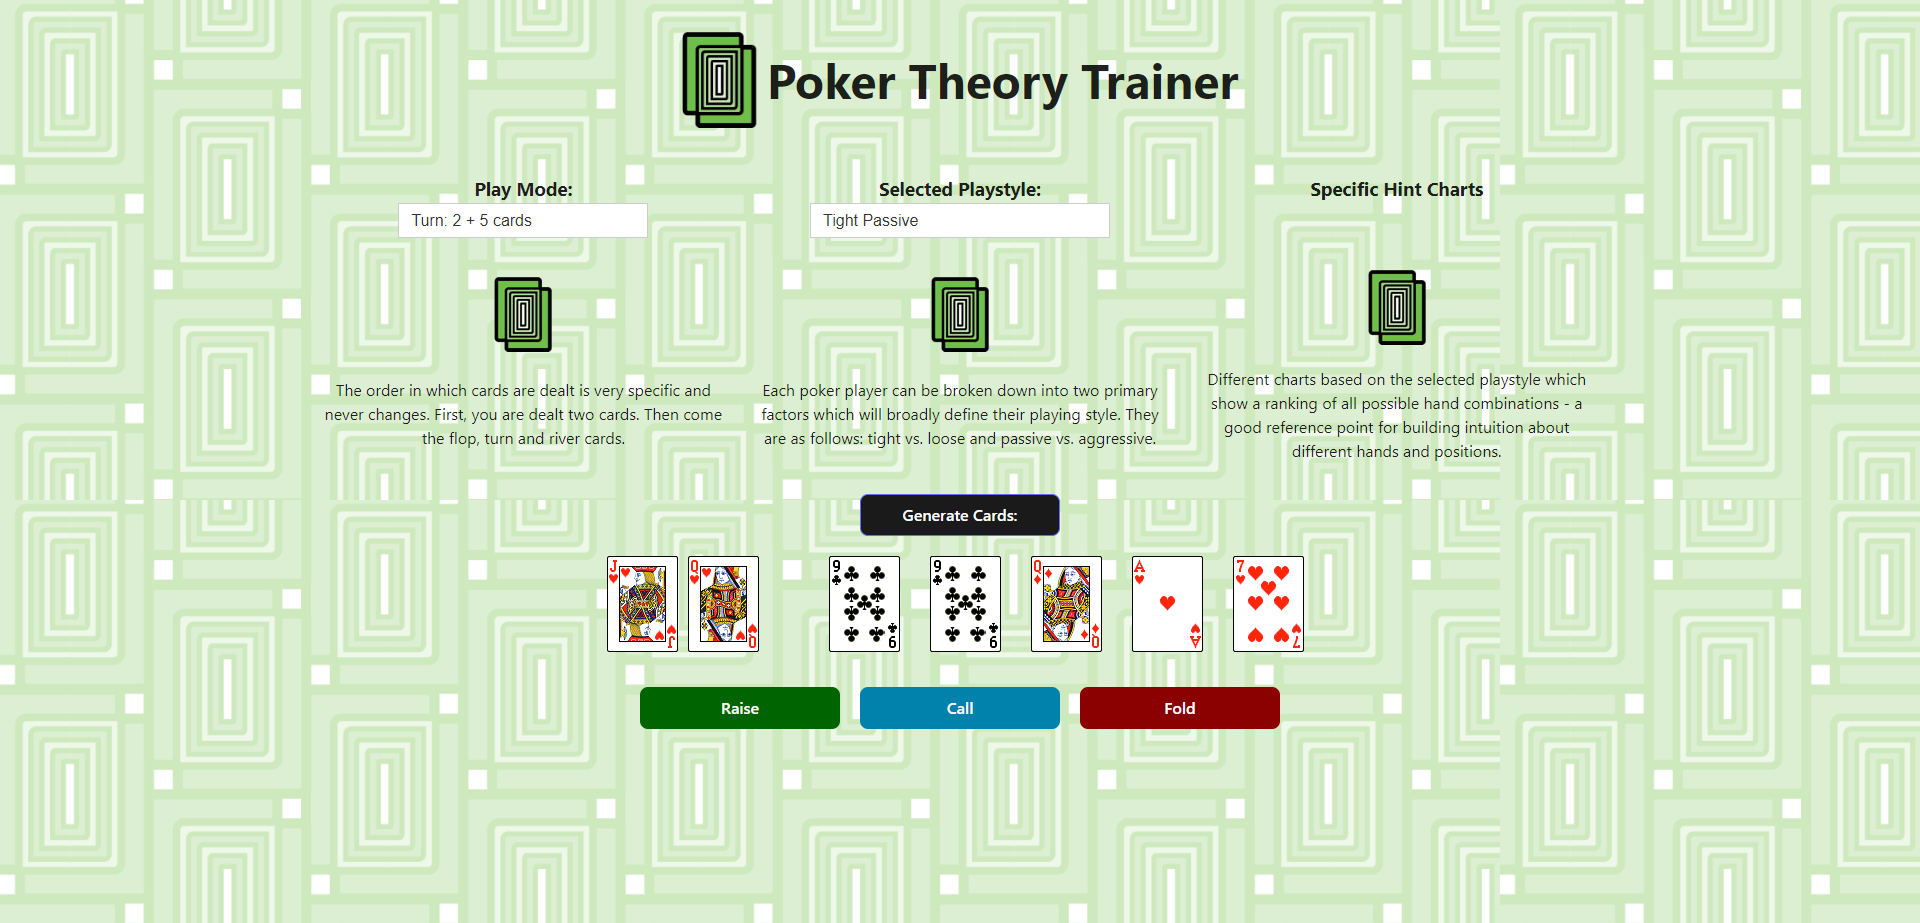 Poker Theory Trainer
Play Mode:
Turn: 2 + 5 cards
The order in which cards are dealt is very specific and
never changes. First, you are dealt two cards. Then come
the flop, turn and river cards.
Selected Playstyle:
Tight Passive
Each poker player can be broken down into two primary
factors which will broadly define their playing style. They
are as follows: tight vs. loose and passive vs. aggressive.
Specific Hint Charts
Different charts based on the selected playstyle which
show a ranking of all possible hand combinations - a
good reference point for building intuition about
different hands and positions.
Generate Cards:
J J
Q Q
9 9
9 9
Q Q
A A
7 7
Raise
Call
Fold